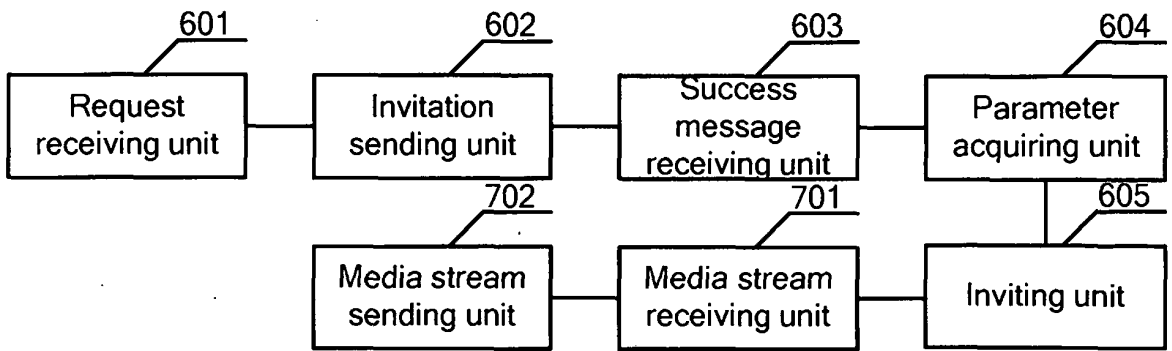 601
602
603
604
Request
receiving unit
Invitation
sending unit
Success
message
receiving unit
Parameter
acquiring unit
702
701
605
Media stream
sending unit
Media stream
receiving unit
Inviting unit